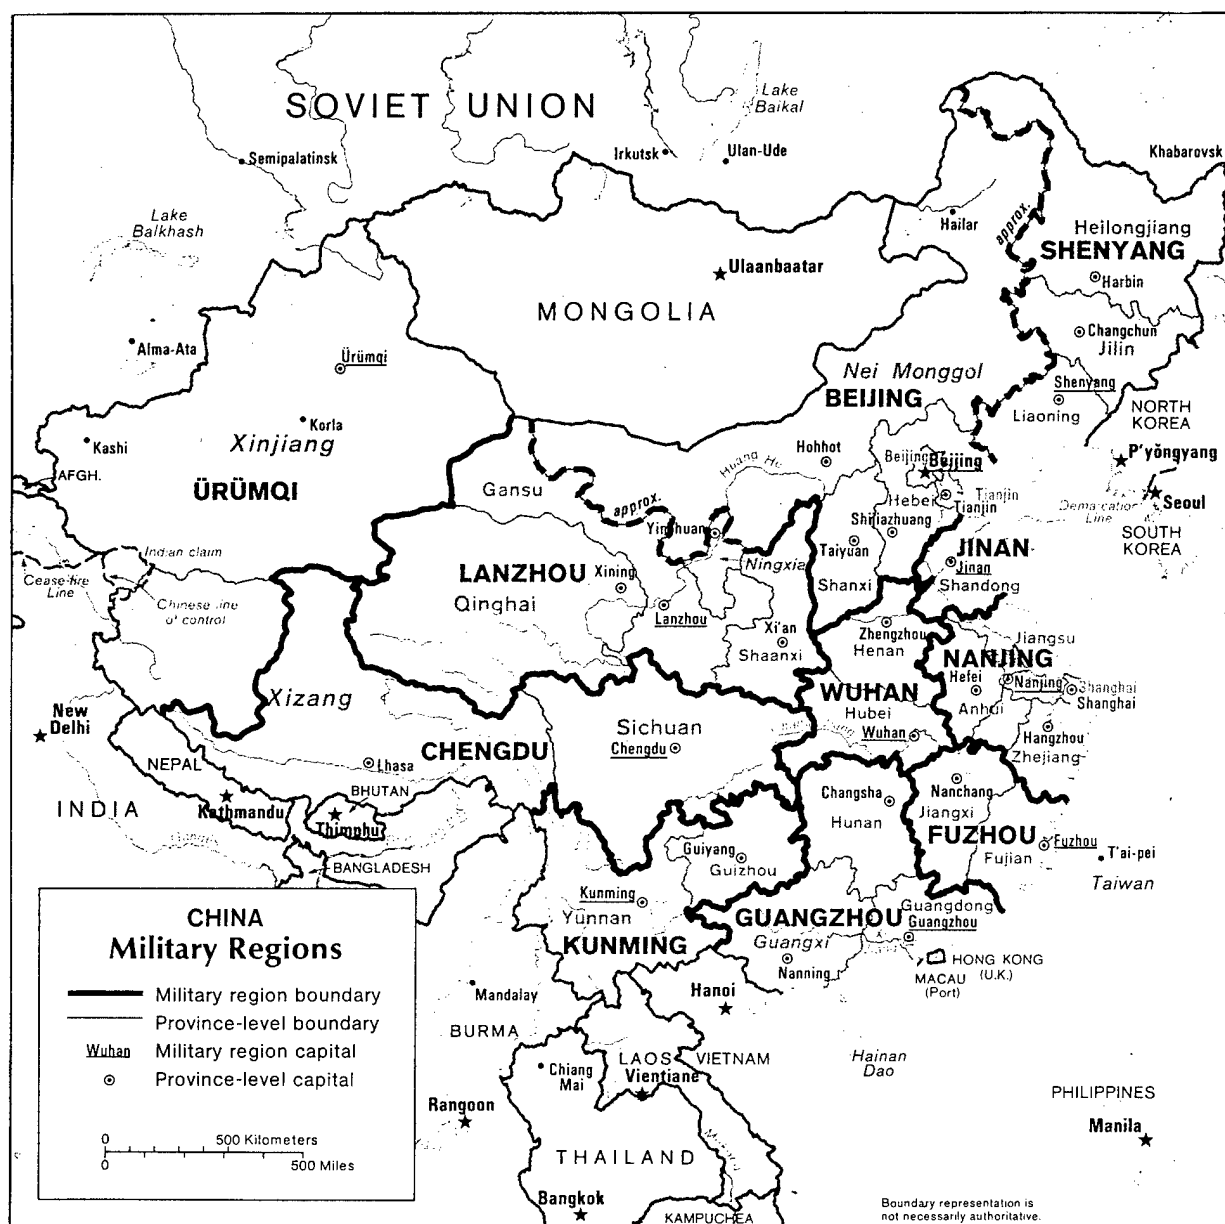 SOVIET UNION
Lake
Baikal
Semipalatinsk
Irkutsk
Ulan-Ude
Khabarovsk
Lake
Balkhash
Hailar
approx.
Heilongjiang
SHENYANG
Harbin
Ulaanbaatar
MONGOLIA
Alma-Ata
Ürümqi
Changchun
Jilin
Nei Monggol
BEIJING
Shenyang
Liaoning
NORTH
KOREA
Korla
Kashi
Xinjiang
Hohhot
Huang He
Beijing
Beijing
P'yŏngyang
AFGH.
ÜRÜMQI
Gansu
approx.
Yinchuan
Hebei
Tianjin
Tianjin
Demarcation
Line
Seoul
SOUTH
KOREA
Shijiazhuang
Taiyuan
Shanxi
Ningxia
JINAN
Jinan
Shandong
Indian claim
Cease-fire
Line
Chinese line
of control
LANZHOU
Xining
Qinghai
Lanzhou
Xi'an
Shaanxi
Zhengzhou
Henan
Jiangsu
NANJING
Hefei
Nanjing
Shanghai
Shanghai
Anhui
Xizang
WUHAN
Hubei
Wuhan
Hangzhou
Zhejiang
New
Delhi
Sichuan
Chengdu
CHENGDU
Lhasa
NEPAL
Kathmandu
BHUTAN
Thimphu
INDIA
BANGLADESH
Changsha
Hunan
Nanchang
Jiangxi
FUZHOU
Fujian
Fuzhou
T'ai-pei
Taiwan
Guiyang
Guizhou
Kunming
Yunnan
KUNMING
GUANGZHOU
Guangdong
Guangzhou
Guangxi
Nanning
HONG KONG
(U.K.)
MACAU
(Port)
Hanoi
Mandalay
BURMA
LAOS
VIETNAM
Hainan
Dao
Chiang
Mai
Vientiane
Rangoon
THAILAND
Bangkok
KAMPUCHEA
PHILIPPINES
Manila
CHINA
Military Regions
Military region boundary
Province-level boundary
Wuhan
Military region capital
Province-level capital
0
500 Kilometers
0
500 Miles
Boundary representation is
not necessarily authoritative.